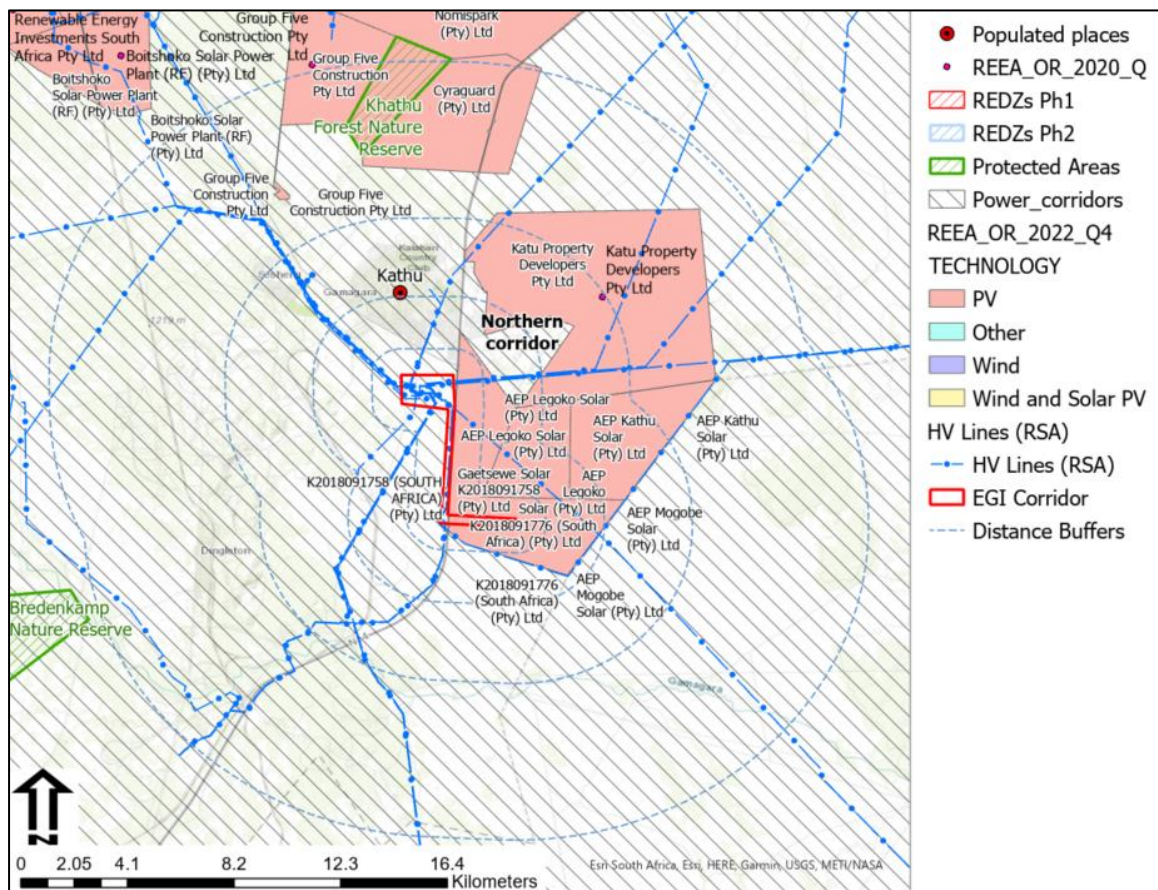 Renewable Energy
Investments South
Africa Pty Ltd
Boitshoko Solar Power
Plant (RF) (Pty) Ltd
Boitshoko
Solar Power Plant
(RF) (Pty) Ltd
Boitshoko Solar
Power Plant (RF)
(Pty) Ltd
Group Five
Construction Pty
Ltd
Group Five
Construction
Pty Ltd
Nomispark
(Pty) Ltd
Cyraguard
(Pty) Ltd
Khathu
Forest Nature
Reserve
Group Five
Construction
Pty Ltd
Group Five
Construction Pty Ltd
Kalahari
Country
Club
Sesheng
Gamagara
Kathu
1219 m
Katu Property
Developers
Pty Ltd
Katu Property
Developers
Pty Ltd
Northern
corridor
AEP Legoko Solar
(Pty) Ltd
AEP Legoko Solar
(Pty) Ltd
AEP Kathu
Solar
(Pty) Ltd
AEP Kathu
Solar
(Pty) Ltd
K2018091758 (SOUTH
AFRICA)
(Pty) Ltd
Gaetsewe Solar
K2018091758
(Pty) Ltd
AEP
Legoko
Solar (Pty) Ltd
K2018091776 (South
Africa) (Pty) Ltd
AEP Mogobe
Solar
(Pty) Ltd
K2018091776
(South Africa)
(Pty) Ltd
AEP
Mogobe
Solar (Pty) Ltd
Dingleton
Bredenkamp
Nature Reserve
Gamagara
N
0 2.05 4.1 8.2 12.3 16.4
Kilometers
Esri South Africa, Esri, HERE, Garmin, USGS, METI/NASA
Populated places
REEA_OR_2020_Q
REDZs Ph1
REDZs Ph2
Protected Areas
Power_corridors
REEA_OR_2022_Q4
TECHNOLOGY
PV
Other
Wind
Wind and Solar PV
HV Lines (RSA)
HV Lines (RSA)
EGI Corridor
Distance Buffers